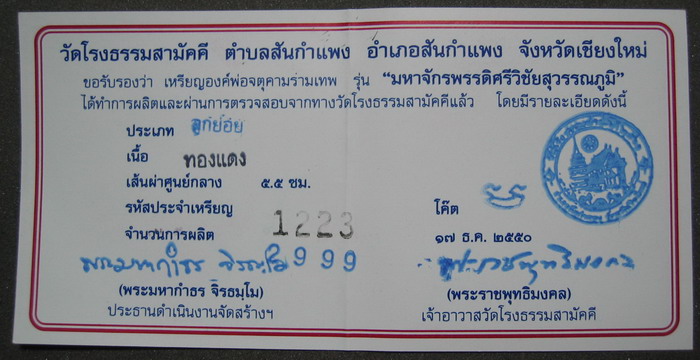 วัดโรงธรรมสามัคคี ตำบลสันกำแพง อำเภอสันกำแพง จังหวัดเชียงใหม่
ขอรับรองว่า เหรียญองค์พ่อจตุคามรามเทพ รุ่น “มหาจักรพรรดิศรีวิชัยสุวรรณภูมิ”
ได้ทำการผลิตและผ่านการตรวจสอบจากทางวัดโรงธรรมสามัคคีแล้ว โดยมีรายละเอียดดังนี้
ประเภท ลูกย่อย
เนื้อ ทองแดง
เส้นผ่าศูนย์กลาง ๕.๕ ซม.
รหัสประจำเหรียญ 1223 โค๊ต
จำนวนการผลิต 999 ๑๗ ธ.ค. ๒๕๕๐
พระมหากำธร จิรธมฺโม
(พระมหากำธร จิรธมฺโม) (พระราชพุทธิมงคล)
ประธานดำเนินงานจัดสร้างฯ เจ้าอาวาสวัดโรงธรรมสามัคคี